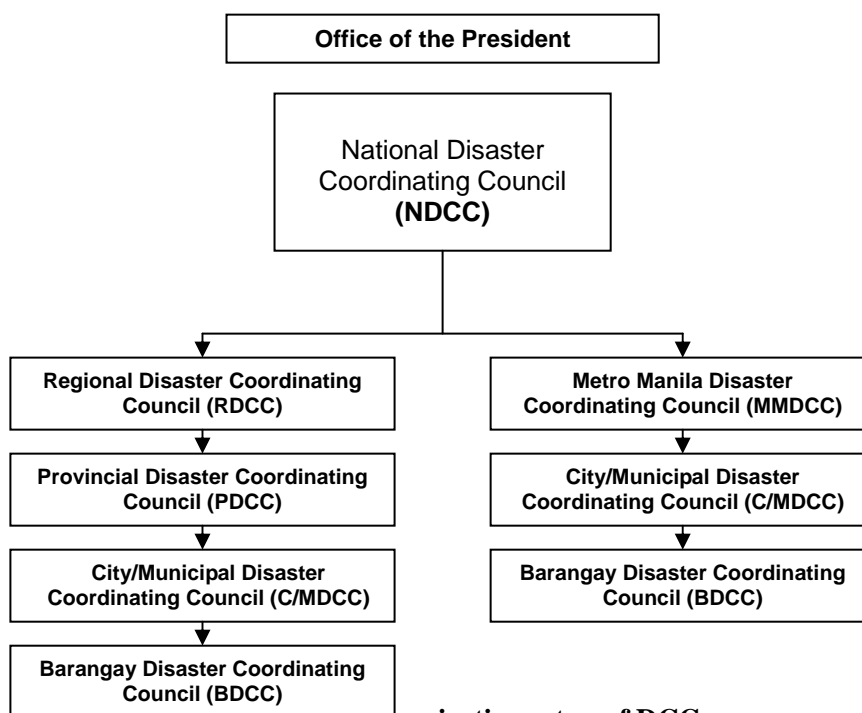 Office of the President
National Disaster
Coordinating Council
(NDCC)
Regional Disaster Coordinating
Council (RDCC)
Provincial Disaster Coordinating
Council (PDCC)
City/Municipal Disaster
Coordinating Council (C/MDCC)
Barangay Disaster Coordinating
Council (BDCC)
Metro Manila Disaster
Coordinating Council (MMDCC)
City/Municipal Disaster
Coordinating Council (C/MDCC)
Barangay Disaster Coordinating
Council (BDCC)